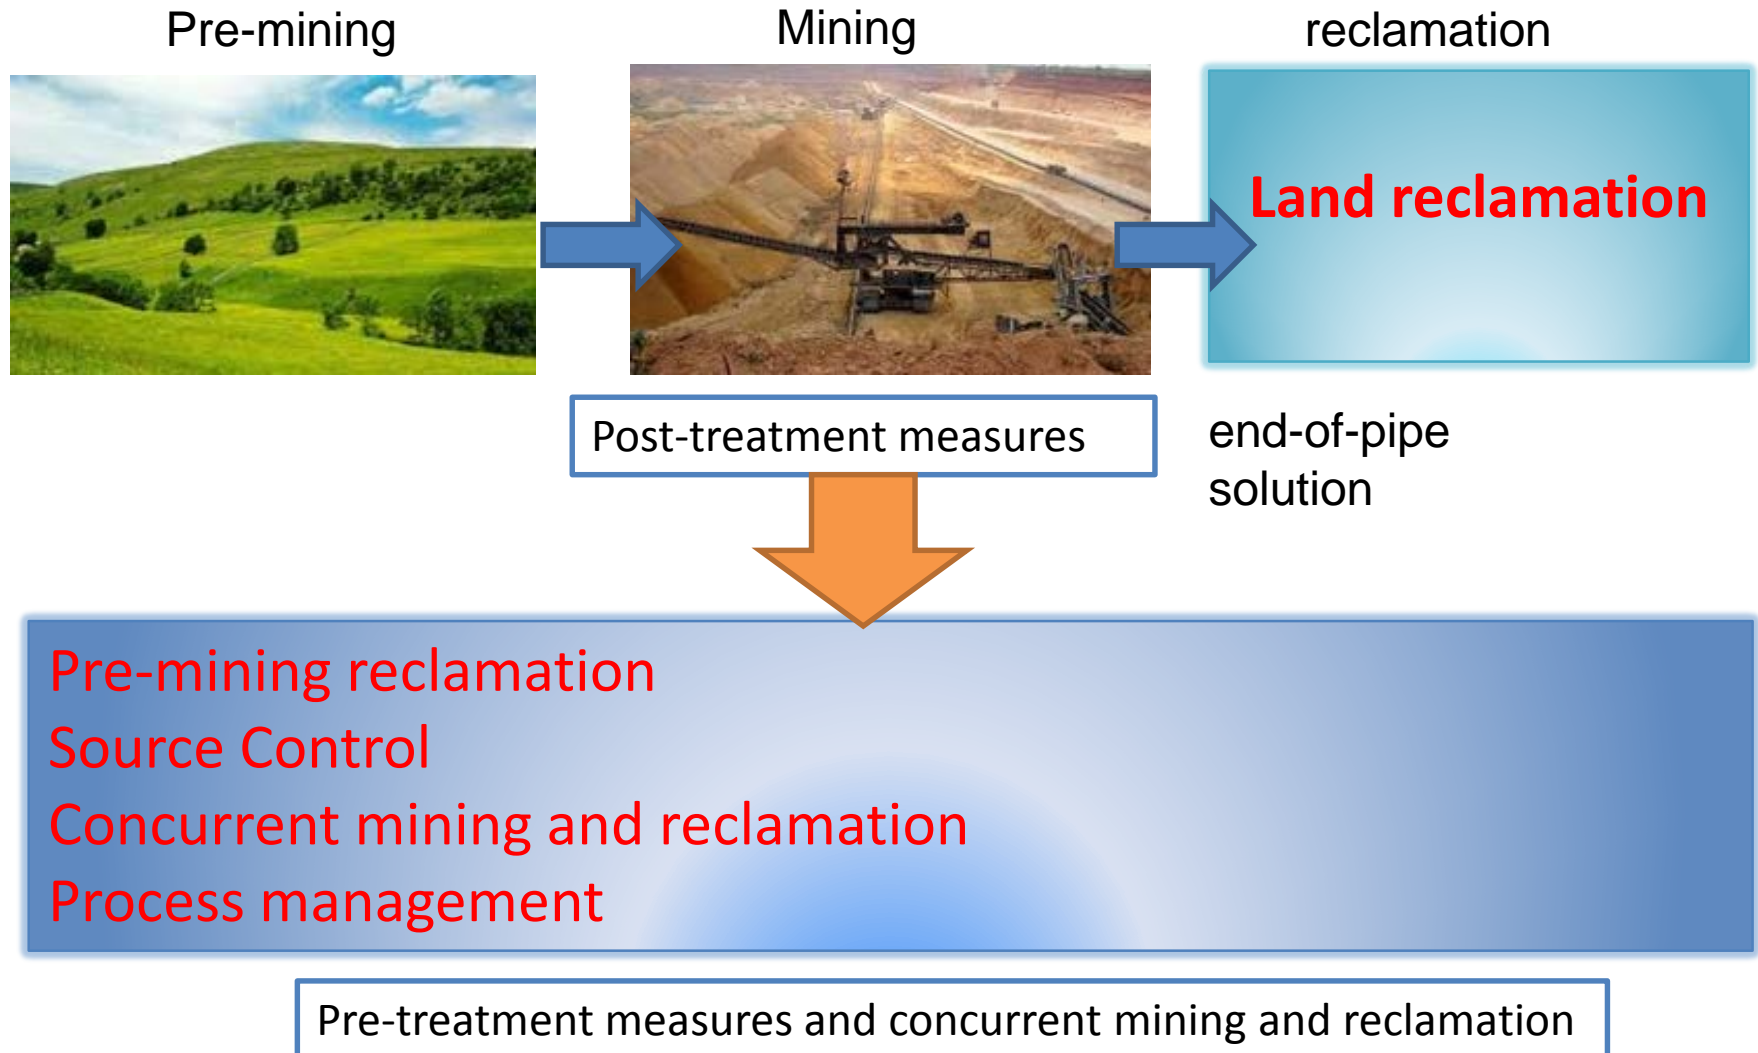 Pre-mining
Mining
reclamation
Land reclamation
Post-treatment measures
end-of-pipe
solution
Pre-mining reclamation
Source Control
Concurrent mining and reclamation
Process management
Pre-treatment measures and concurrent mining and reclamation